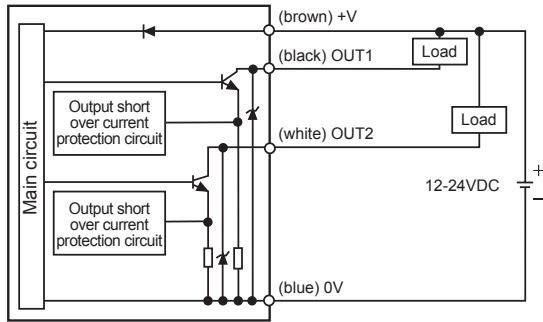 (brown) +V
Load
(black) OUT1
Output short
over current
protection circuit
Load
(white) OUT2
Main circuit
12-24VDC
+
−
Output short
over current
protection circuit
(blue) 0V